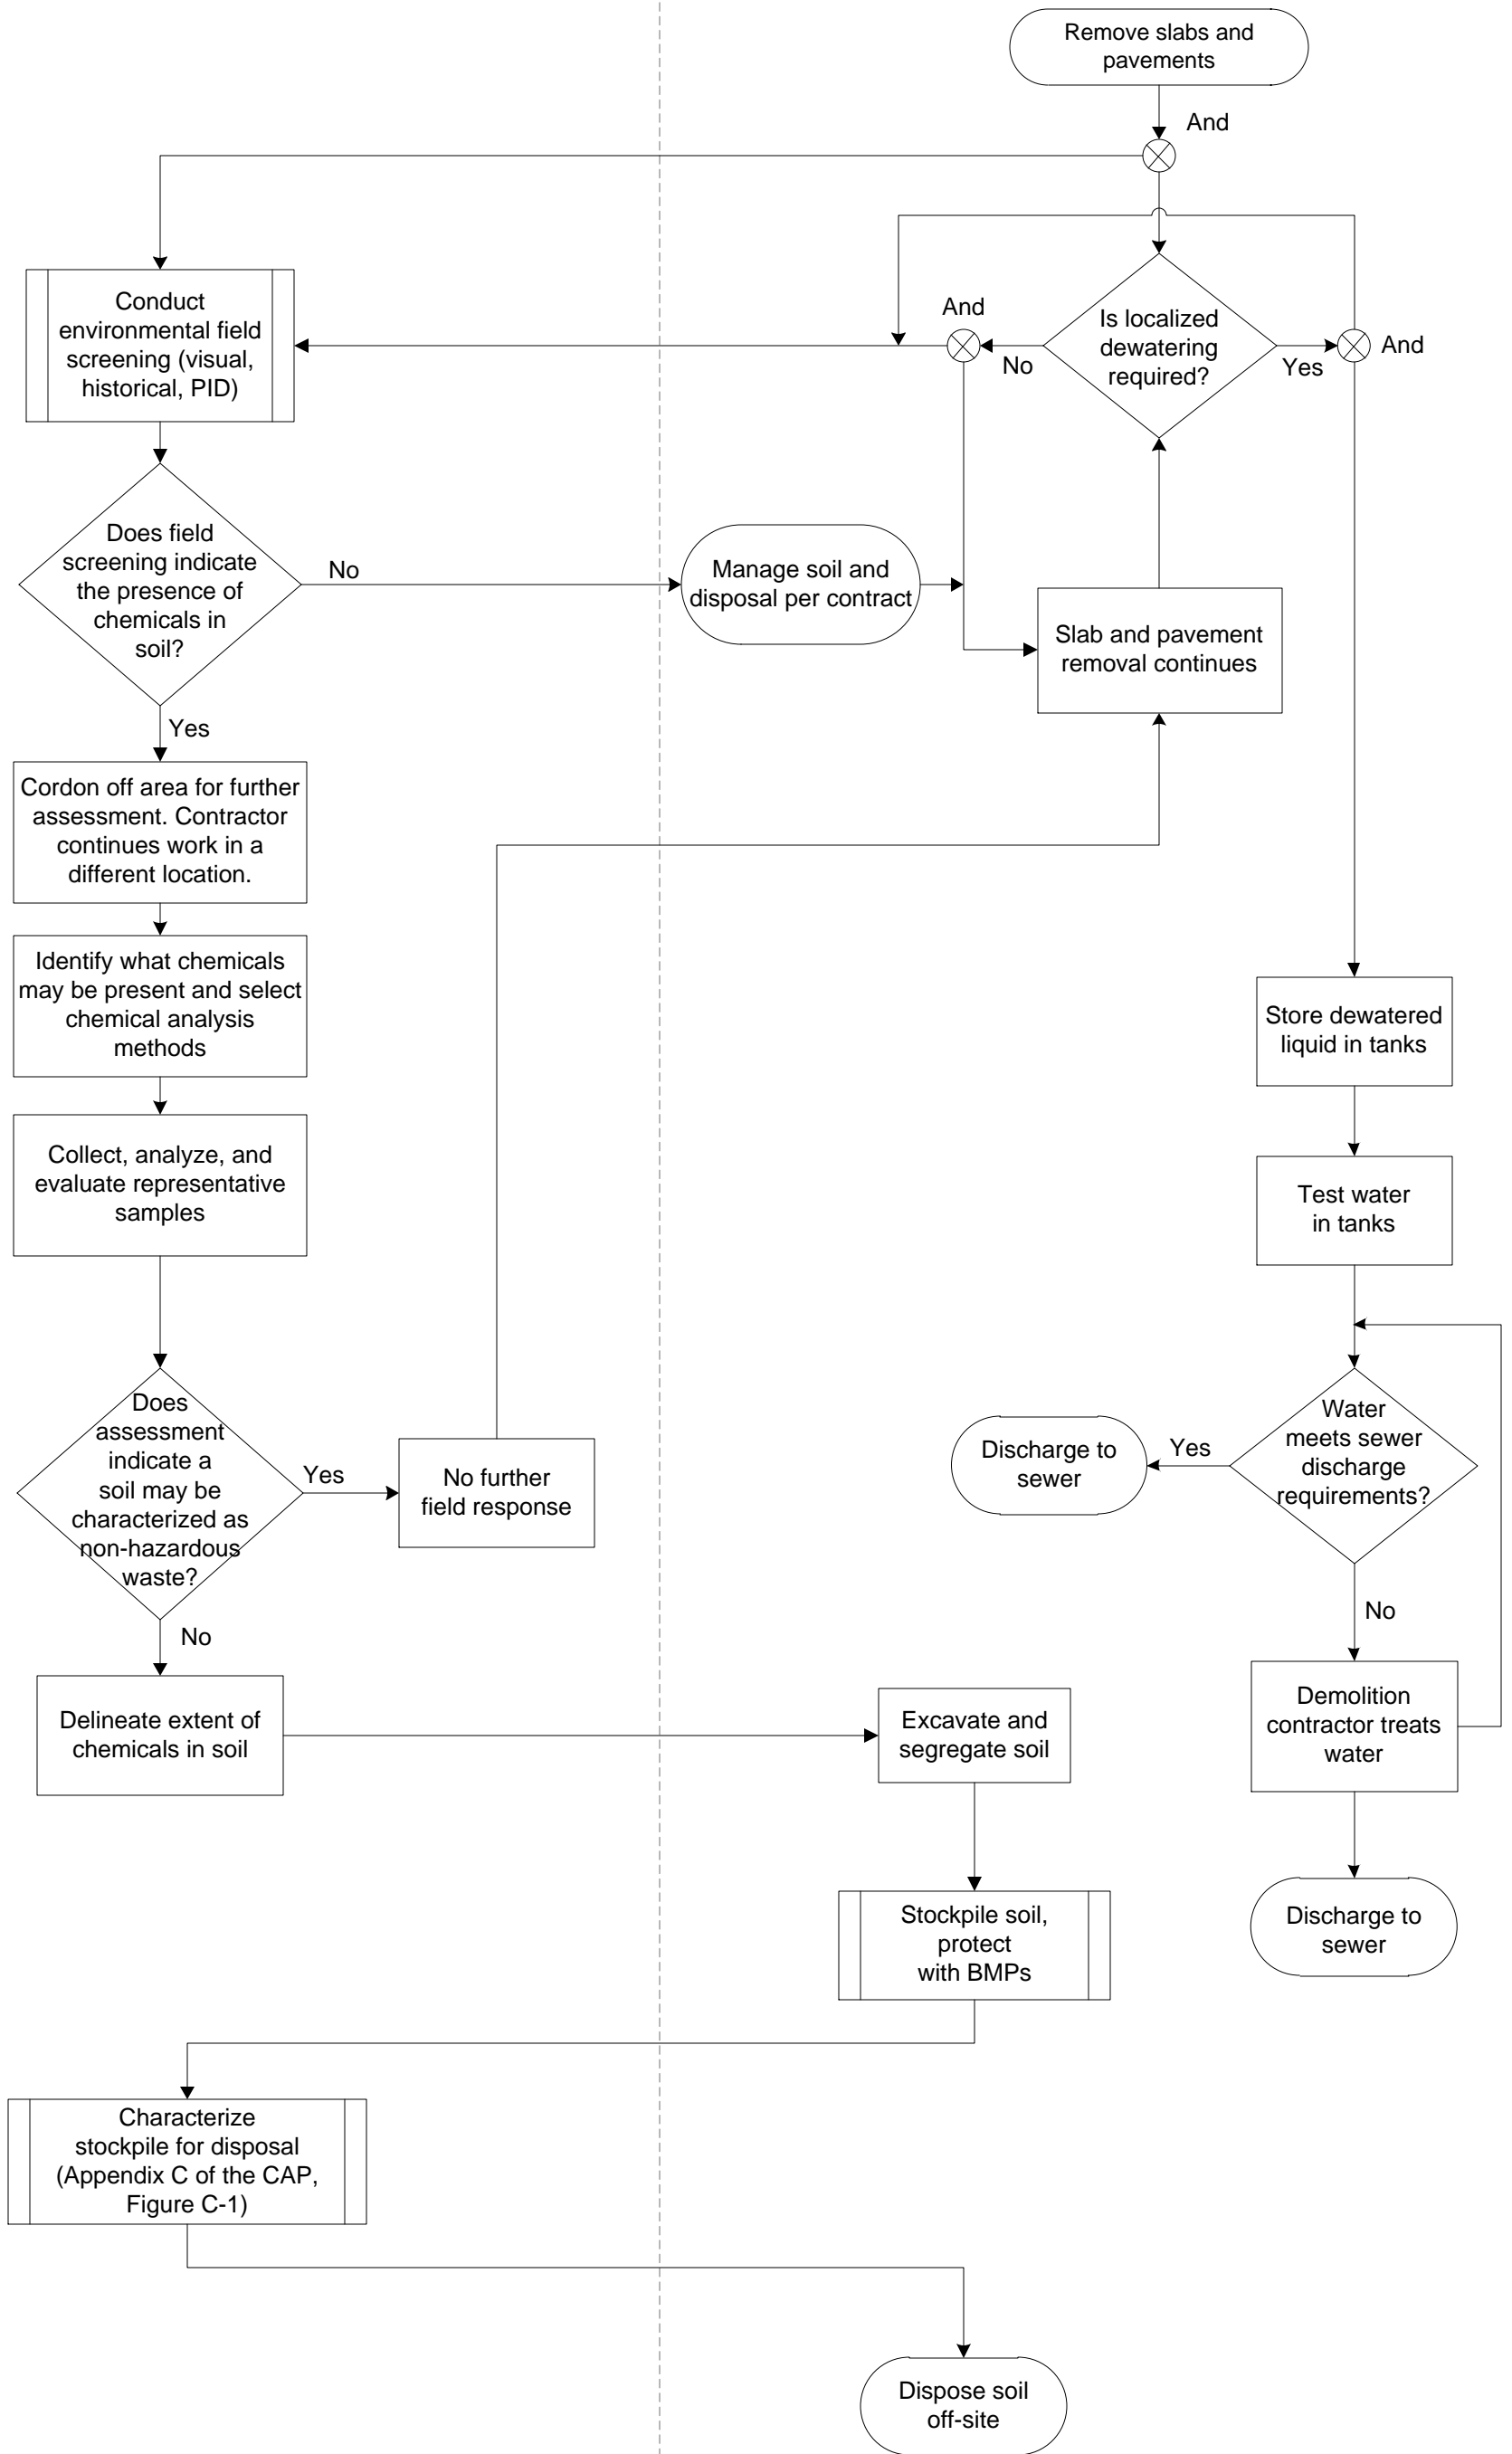 Remove slabs and
pavements
And
Conduct
environmental field
screening (visual,
historical, PID)
And
No
Is localized
dewatering
required?
Yes
And
Does field
screening indicate
the presence of
chemicals in
soil?
No
Manage soil and
disposal per contract
Slab and pavement
removal continues
Yes
Cordon off area for further
assessment. Contractor
continues work in a
different location.
Identify what chemicals
may be present and select
chemical analysis
methods
Store dewatered
liquid in tanks
Collect, analyze, and
evaluate representative
samples
Test water
in tanks
Does
assessment
indicate a
soil may be
characterized as
non-hazardous
waste?
Yes
No further
field response
Discharge to
sewer
Yes
Water
meets sewer
discharge
requirements?
No
No
Delineate extent of
chemicals in soil
Excavate and
segregate soil
Demolition
contractor treats
water
Stockpile soil,
protect
with BMPs
Discharge to
sewer
Characterize
stockpile for disposal
(Appendix C of the CAP,
Figure C-1)
Dispose soil
off-site